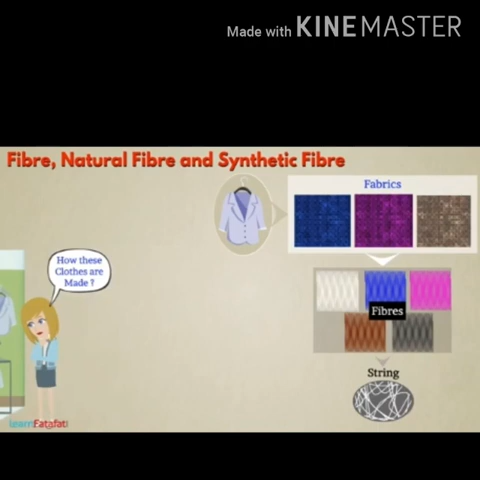 Made with KINEMASTER
Fibre, Natural Fibre and Synthetic Fibre
Fabrics
How these
Clothes are
Made ?
Fibres
String
LearnFatafat